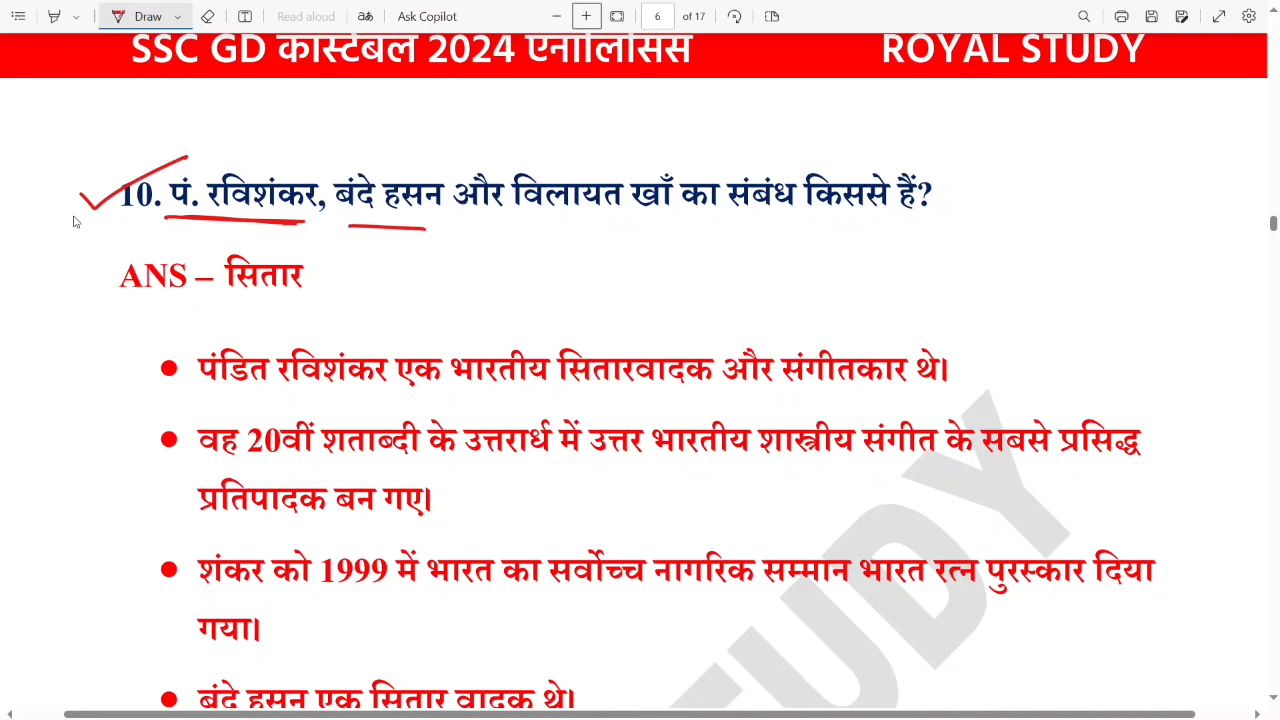 Draw
Read aloud
Ask Copilot
6 of 17
SSC GD कांस्टेबल 2024 एनालिसिस ROYAL STUDY
10. पं. रविशंकर, बंदे हसन और विलायत खाँ का संबंध किससे हैं?
ANS – सितार
● पंडित रविशंकर एक भारतीय सितारवादक और संगीतकार थे।
● वह 20वीं शताब्दी के उत्तरार्ध में उत्तर भारतीय शास्त्रीय संगीत के सबसे प्रसिद्ध
प्रतिपादक बन गए।
● शंकर को 1999 में भारत का सर्वोच्च नागरिक सम्मान भारत रत्न पुरस्कार दिया
गया।
● बंदे हसन एक सितार वादक थे।
STUDY